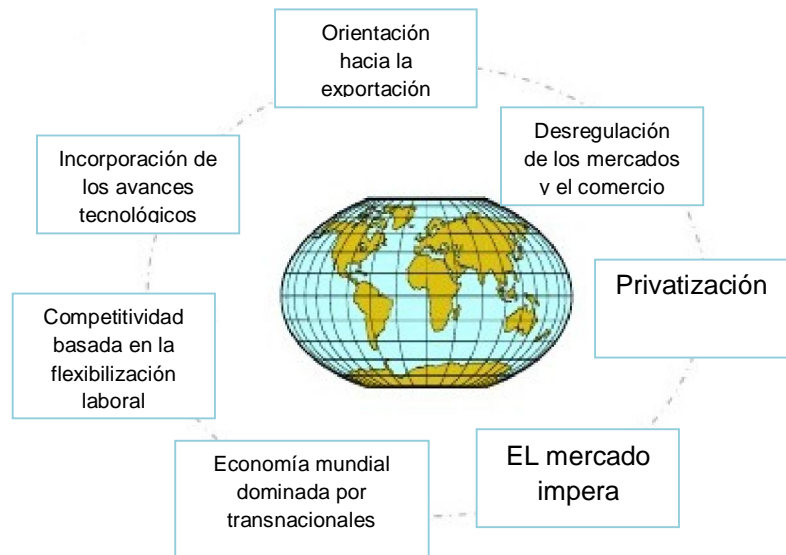 Orientación
hacia la
exportación
Desregulación
de los mercados
y el comercio
Privatización
EL mercado
impera
Economía mundial
dominada por
transnacionales
Competitividad
basada en la
flexibilización
laboral
Incorporación de
los avances
tecnológicos